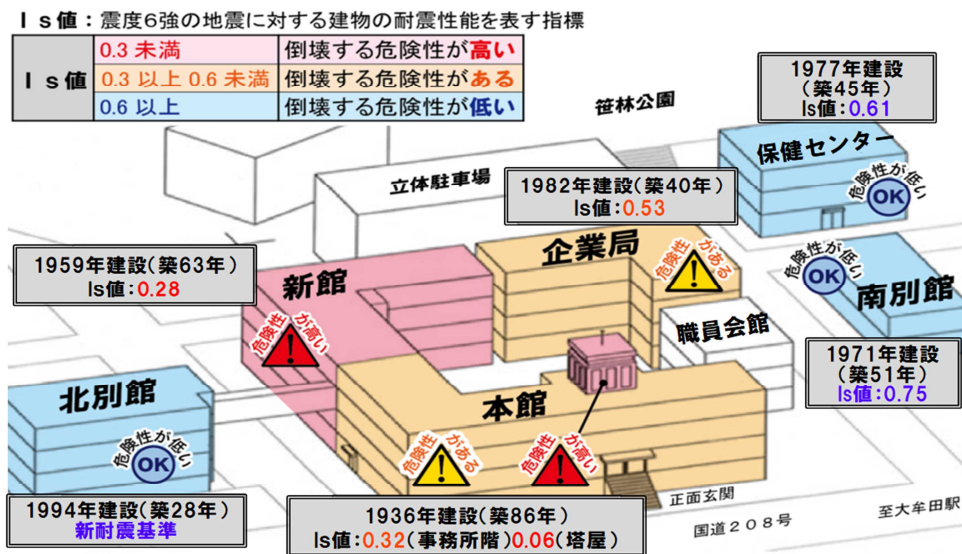 Ｉｓ値：震度６強の地震に対する建物の耐震性能を表す指標
Ｉｓ値
0.3 未満
倒壊する危険性が高い
0.3 以上 0.6 未満
倒壊する危険性がある
0.6 以上
倒壊する危険性が低い
笹林公園
1977年建設
(築45年)
Is値：0.61
保健センター
危険性が低い
OK
立体駐車場
1982年建設(築40年)
Is値：0.53
企業局
危険性がある
1959年建設(築63年)
Is値：0.28
新館
危険性が高い
危険性が低い
OK
南別館
職員会館
1971年建設
(築51年)
Is値：0.75
北別館
危険性が低い
OK
本館
危険性がある
危険性が高い
正面玄関
国道２０８号
至大牟田駅
1994年建設(築28年)
新耐震基準
1936年建設(築86年)
Is値：0.32(事務所階)0.06(塔屋)